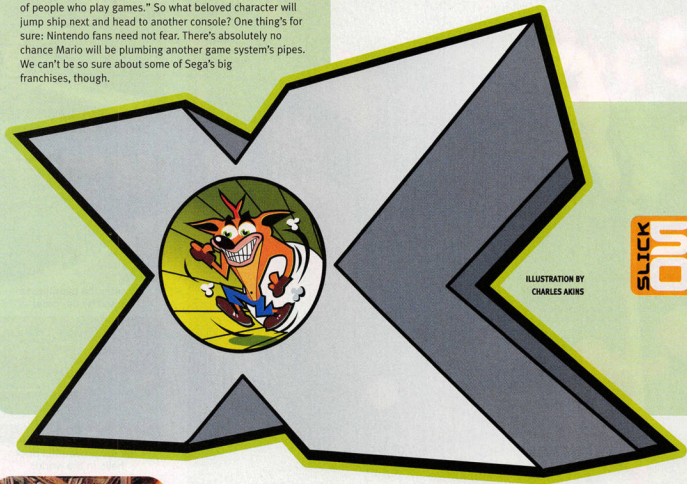 of people who play games." So what beloved character will
jump ship next and head to another console? One thing's for
sure: Nintendo fans need not fear. There's absolutely no
chance Mario will be plumbing another game system's pipes.
We can't be so sure about some of Sega's big
franchises, though.
ILLUSTRATION BY
CHARLES AKINS
SLICK
50